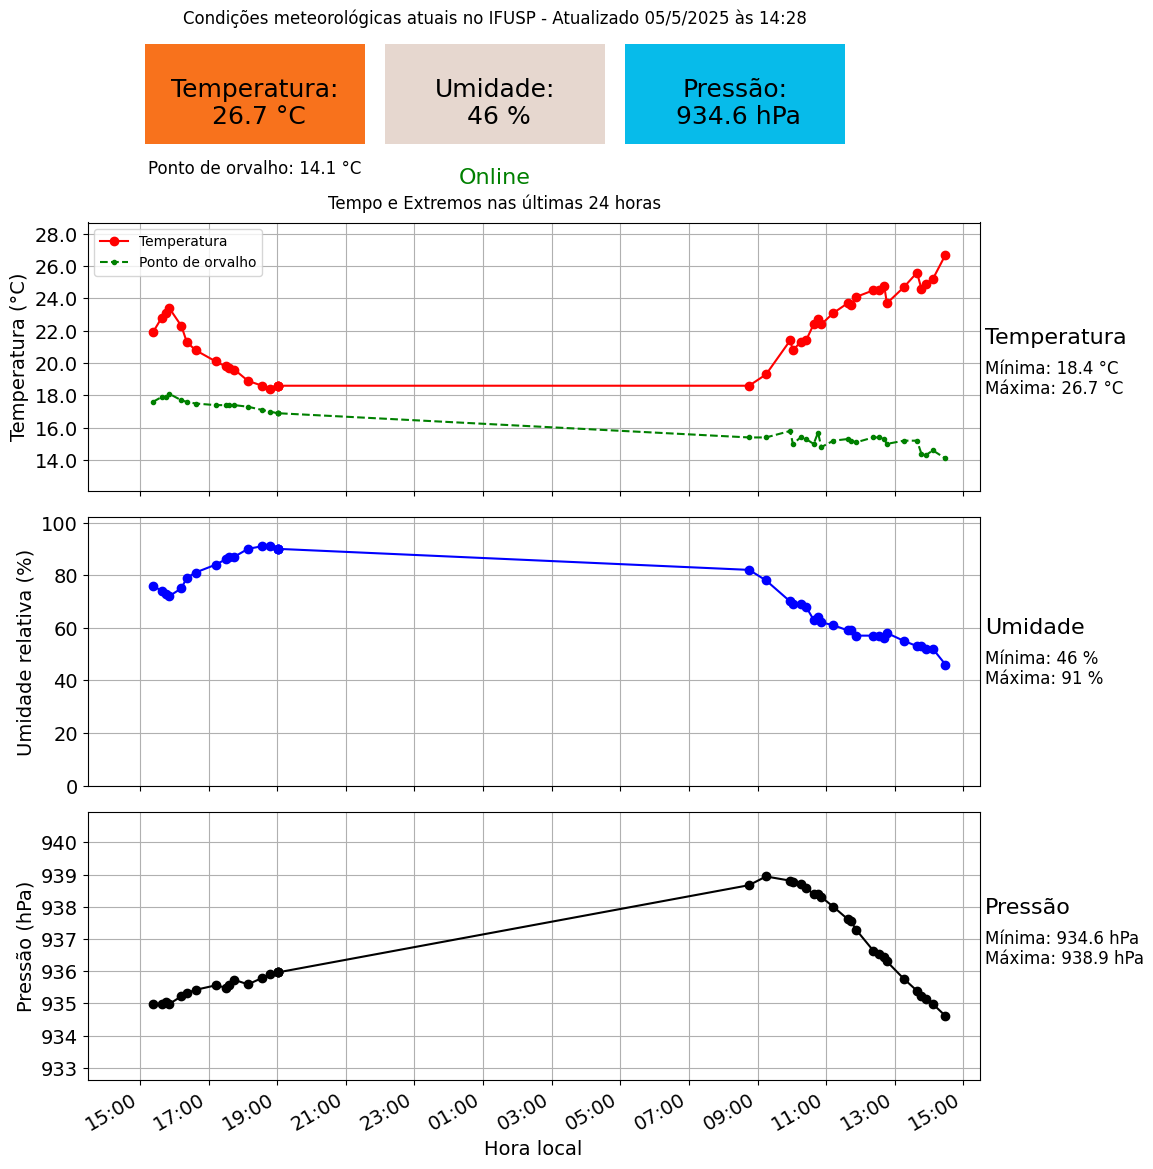 Condições meteorológicas atuais no IFUSP - Atualizado 05/5/2025 às 14:28
Temperatura:
26.7 °C
Umidade:
46 %
Pressão:
934.6 hPa
Ponto de orvalho: 14.1 °C
Online
Tempo e Extremos nas últimas 24 horas
Temperatura (°C)
28.0
26.0
24.0
22.0
20.0
18.0
16.0
14.0
Temperatura
Ponto de orvalho
Temperatura
Mínima: 18.4 °C
Máxima: 26.7 °C
Umidade relativa (%)
100
80
60
40
20
0
Umidade
Mínima: 46 %
Máxima: 91 %
Pressão (hPa)
940
939
938
937
936
935
934
933
Pressão
Mínima: 934.6 hPa
Máxima: 938.9 hPa
15:00 17:00 19:00 21:00 23:00 01:00 03:00 05:00 07:00 09:00 11:00 13:00 15:00
Hora local